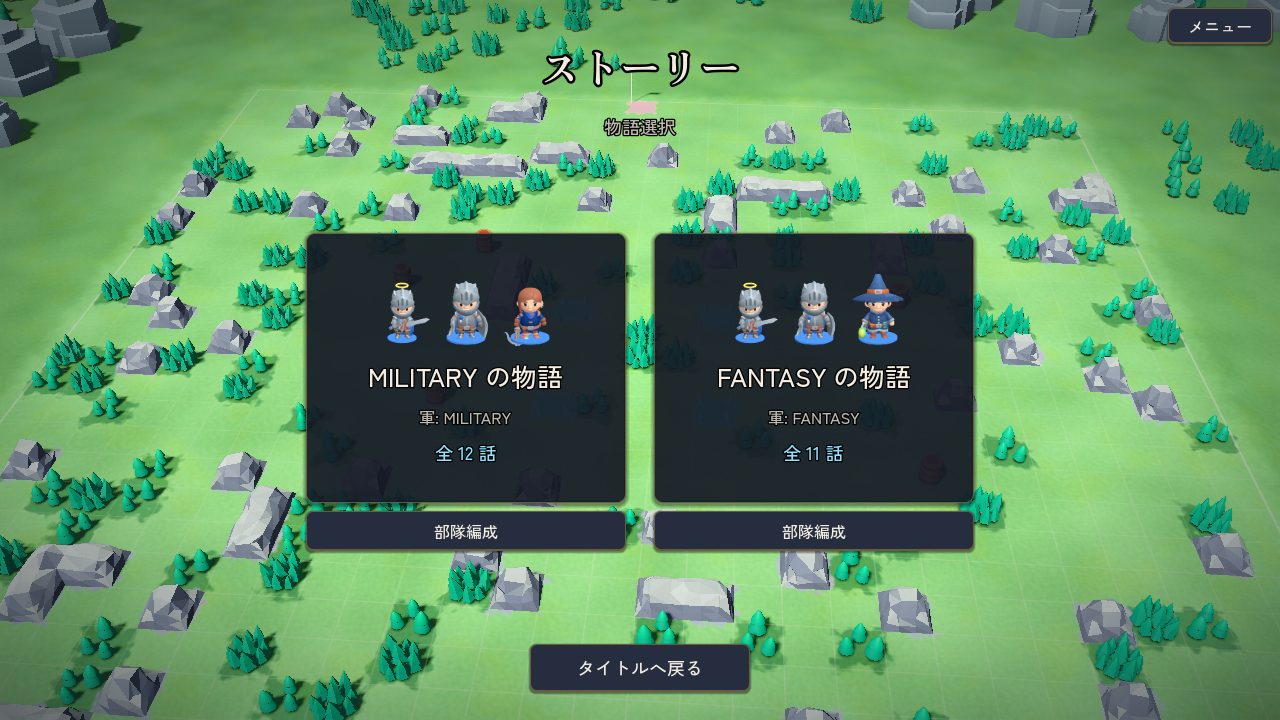 メニュー
ストーリー
物語選択
MILITARY の物語
軍: MILITARY
全 12 話
部隊編成
FANTASY の物語
軍: FANTASY
全 11 話
部隊編成
タイトルへ戻る